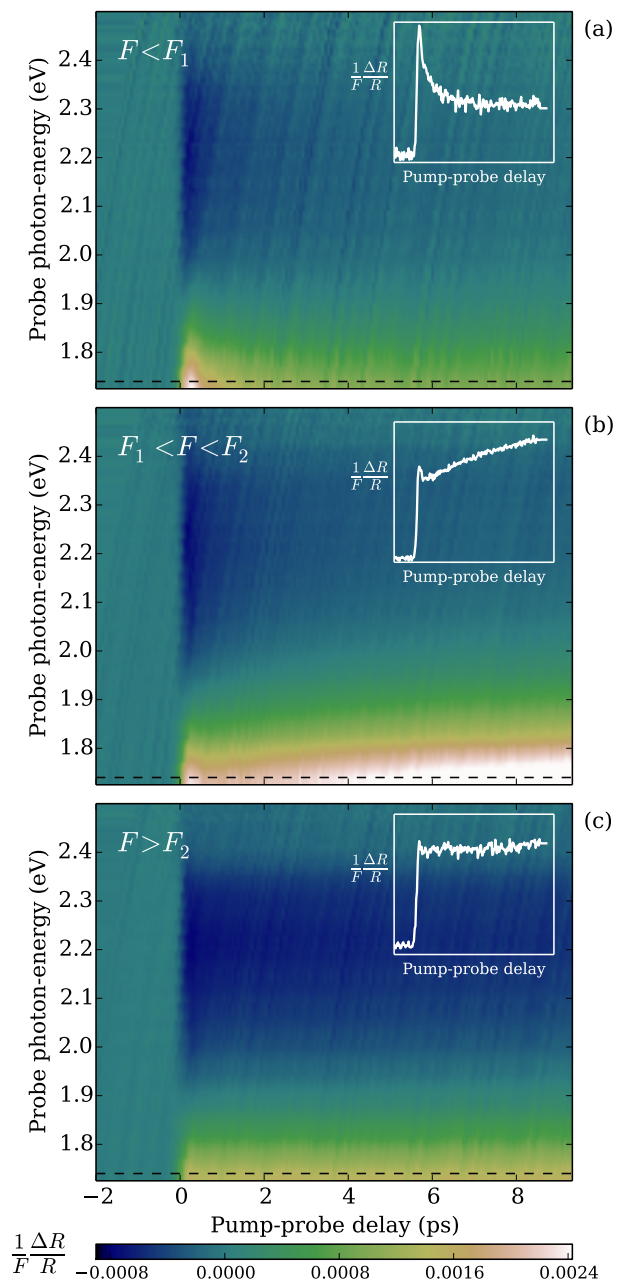 (a)
F < F₁
1/F ΔR/R
Pump-probe delay
Probe photon-energy (eV)
2.4
2.3
2.2
2.1
2.0
1.9
1.8
(b)
F₁ < F < F₂
1/F ΔR/R
Pump-probe delay
Probe photon-energy (eV)
2.4
2.3
2.2
2.1
2.0
1.9
1.8
(c)
F > F₂
1/F ΔR/R
Pump-probe delay
Probe photon-energy (eV)
2.4
2.3
2.2
2.1
2.0
1.9
1.8
−2 0 2 4 6 8
Pump-probe delay (ps)
1/F ΔR/R
−0.0008 0.0000 0.0008 0.0016 0.0024